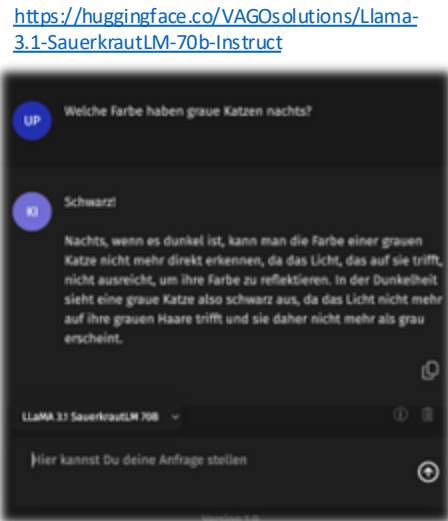 https://huggingface.co/VAGOsolutions/Llama-
3.1-SauerkrautLM-70b-Instruct
UP
Welche Farbe haben graue Katzen nachts?
KI
Schwarz!
Nachts, wenn es dunkel ist, kann man die Farbe einer grauen
Katze nicht mehr direkt erkennen, da das Licht, das auf sie trifft,
nicht ausreicht, um ihre Farbe zu reflektieren. In der Dunkelheit
sieht eine graue Katze also schwarz aus, da das Licht nicht mehr
auf ihre grauen Haare trifft und sie daher nicht mehr als grau
erscheint.
LLaMA 3.1 SauerkrautLM 70B
Hier kannst Du deine Anfrage stellen
Version